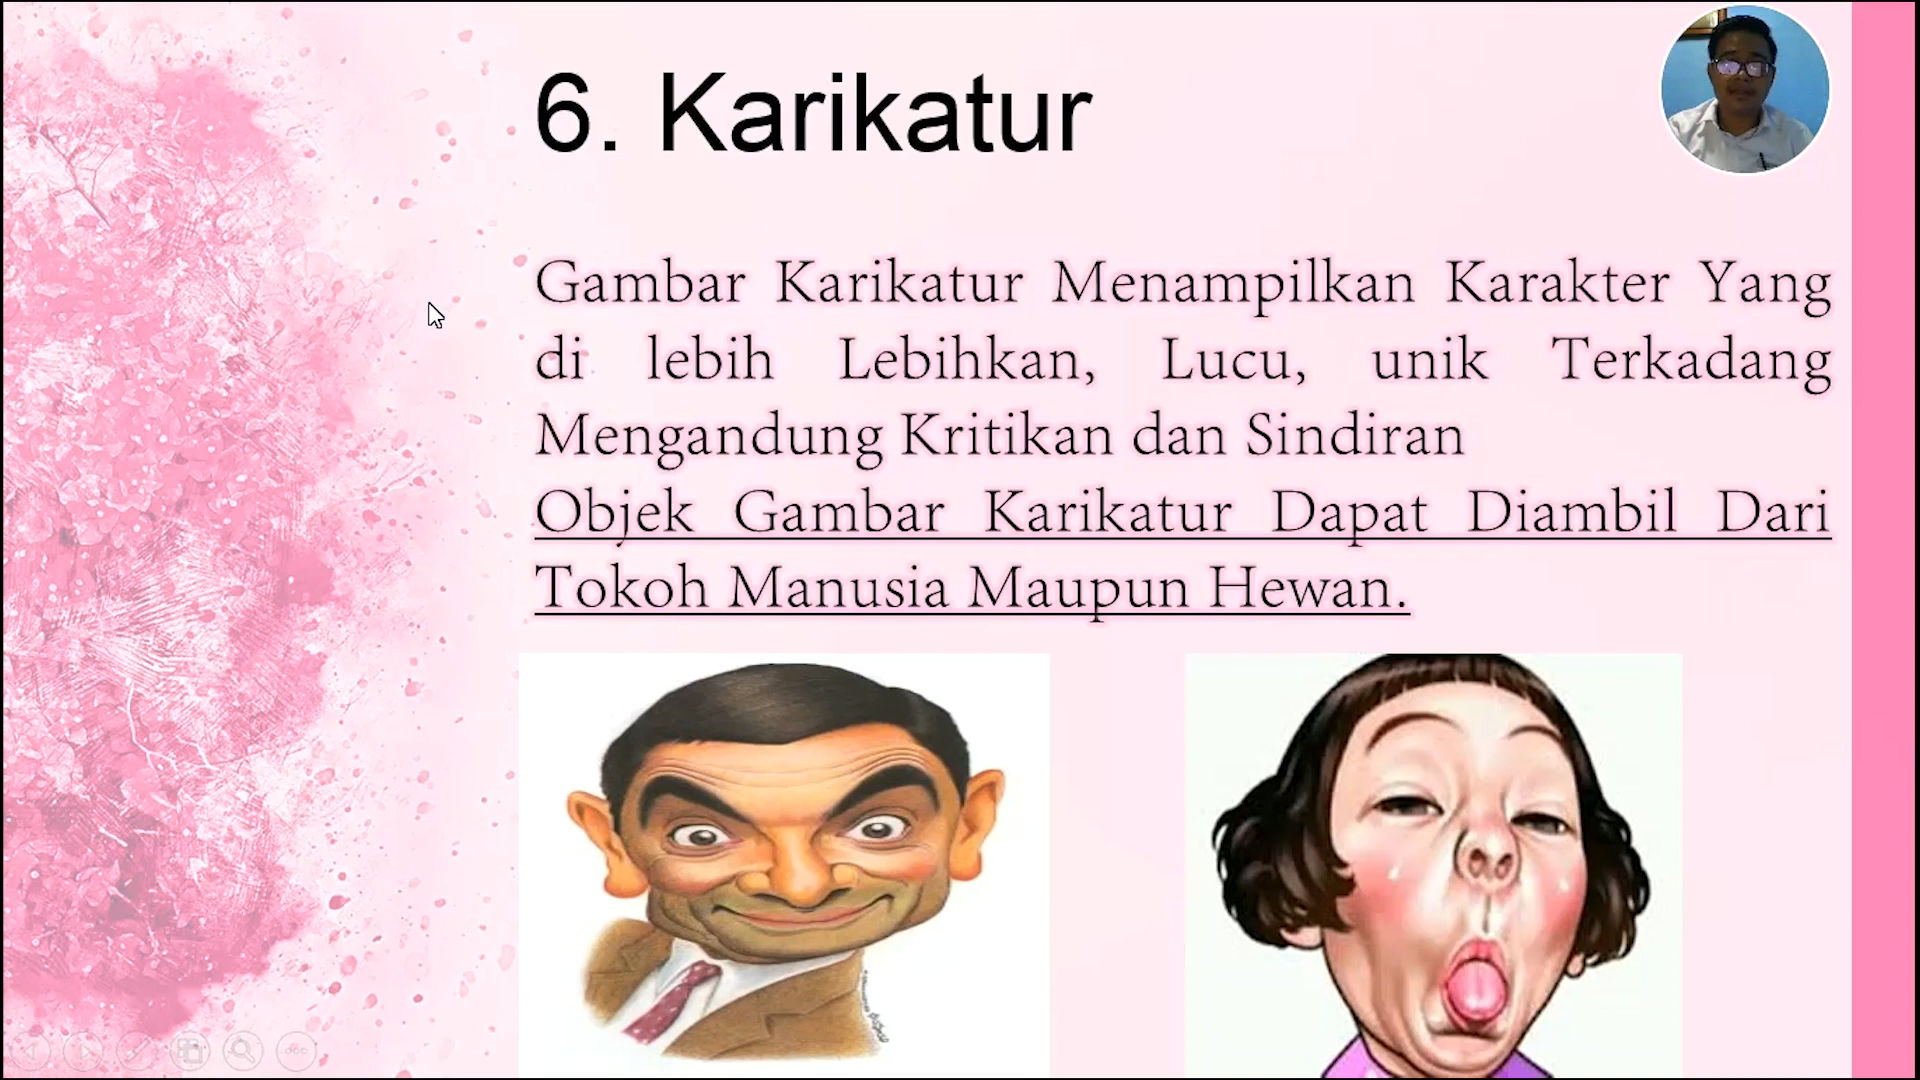 6. Karikatur
Gambar Karikatur Menampilkan Karakter Yang
di lebih Lebihkan, Lucu, unik Terkadang
Mengandung Kritikan dan Sindiran
Objek Gambar Karikatur Dapat Diambil Dari
Tokoh Manusia Maupun Hewan.